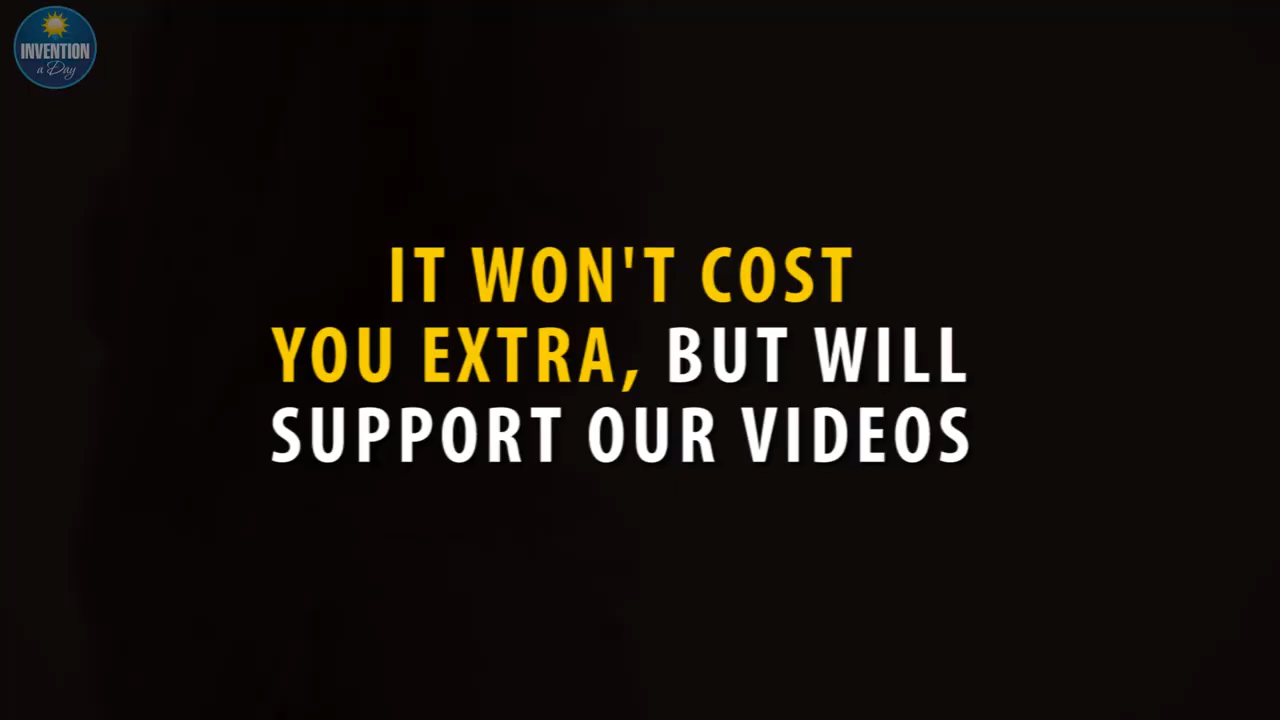 INVENTION
a Day
IT WON'T COST
YOU EXTRA, BUT WILL
SUPPORT OUR VIDEOS